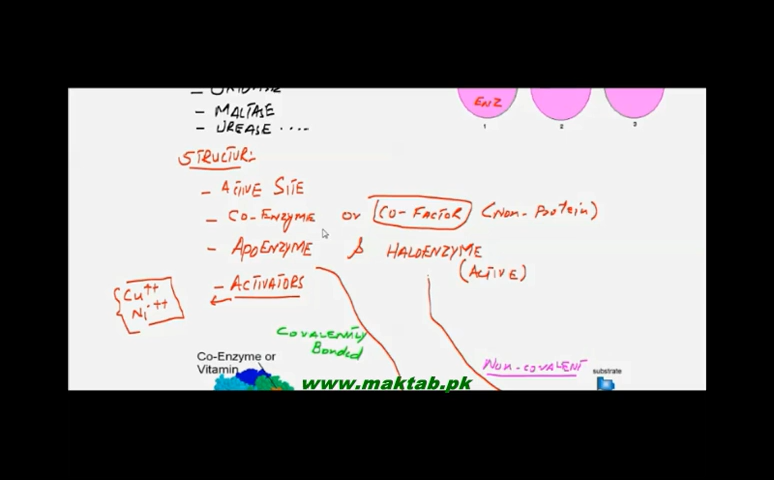 ENZ
- MALTASE
- UREASE ....
1 2 3
STRUCTUR:
- ACTIVE SITE
- CO-ENZYME or CO-FACTOR (NON-Protein)
- APOENZYME & HALOENZYME
(ACTIVE)
- ACTIVATORS
Cu++
Ni++
COVALENTLY
Bonded
Co-Enzyme or
Vitamin
NON-COVALENT
substrate
www.maktab.pk